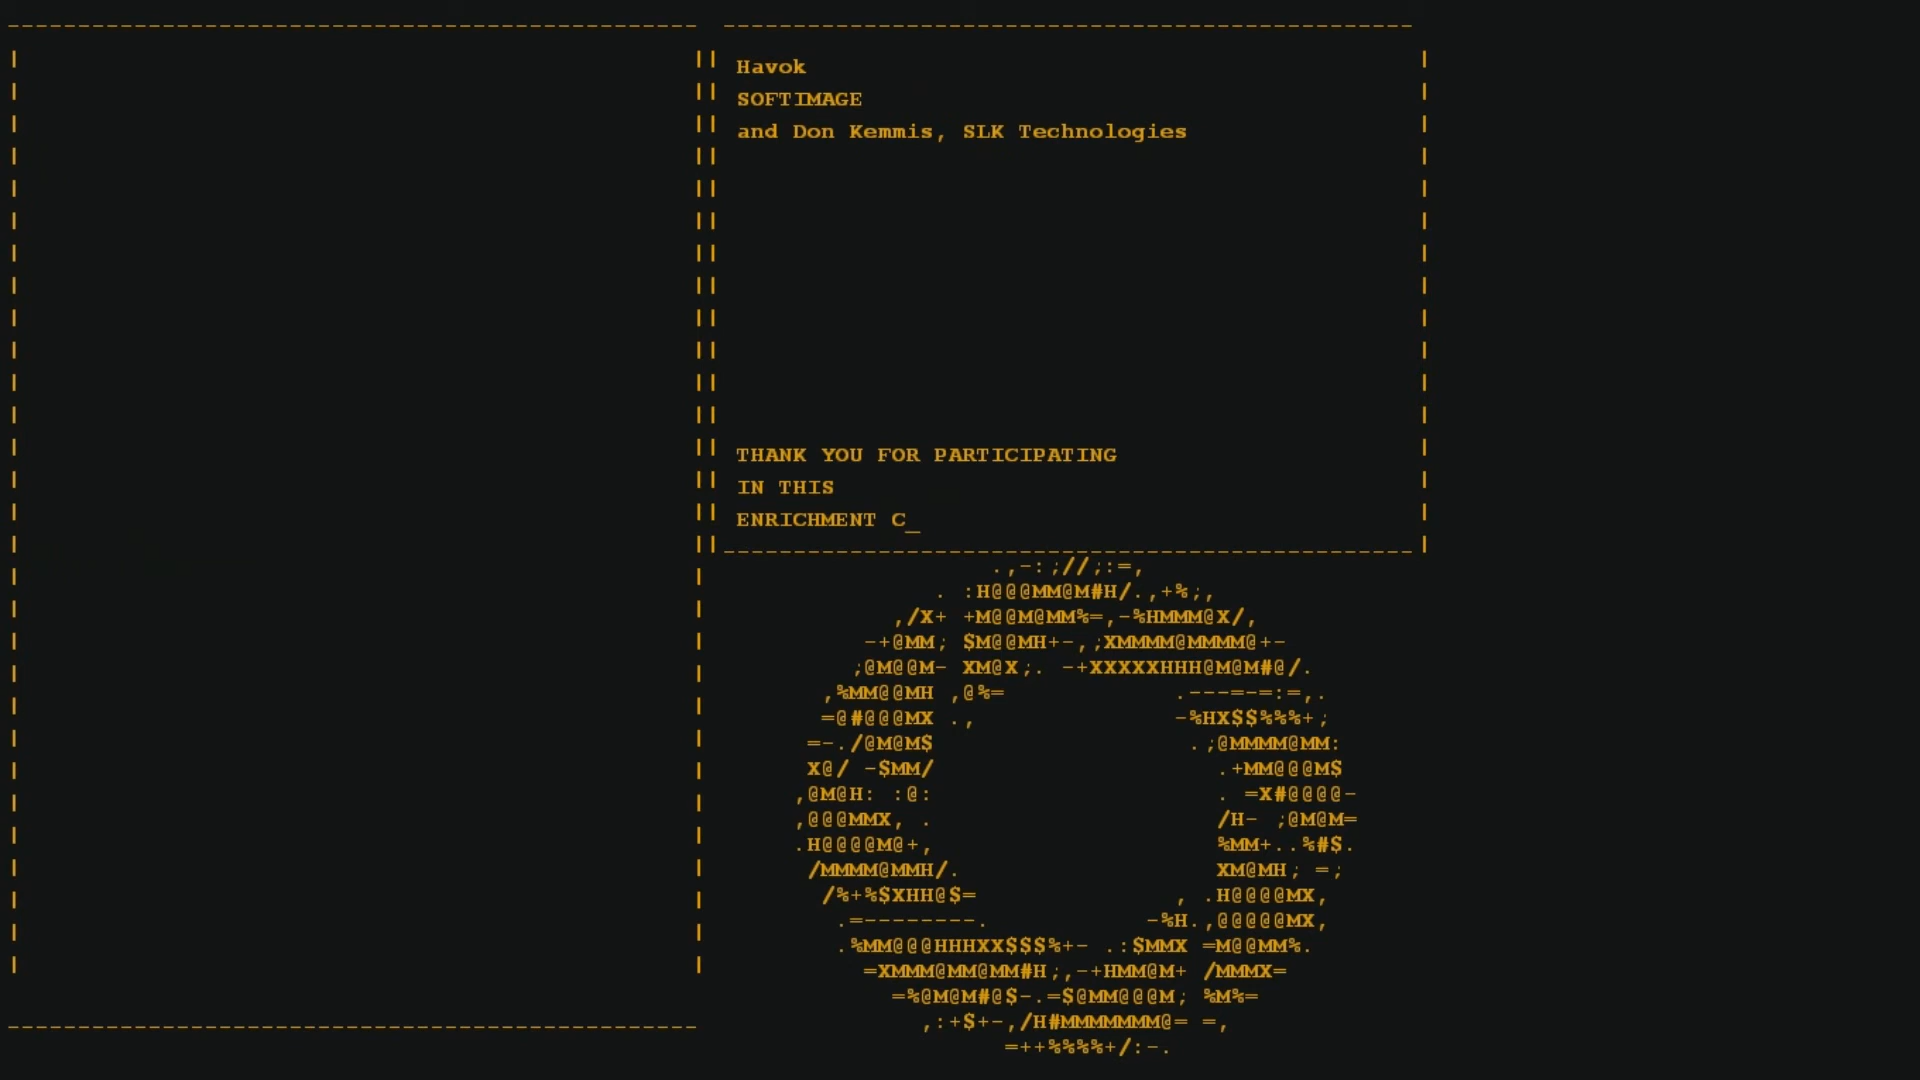 Havok
SOFTIMAGE
and Don Kemmis, SLK Technologies
THANK YOU FOR PARTICIPATING
IN THIS
ENRICHMENT C_